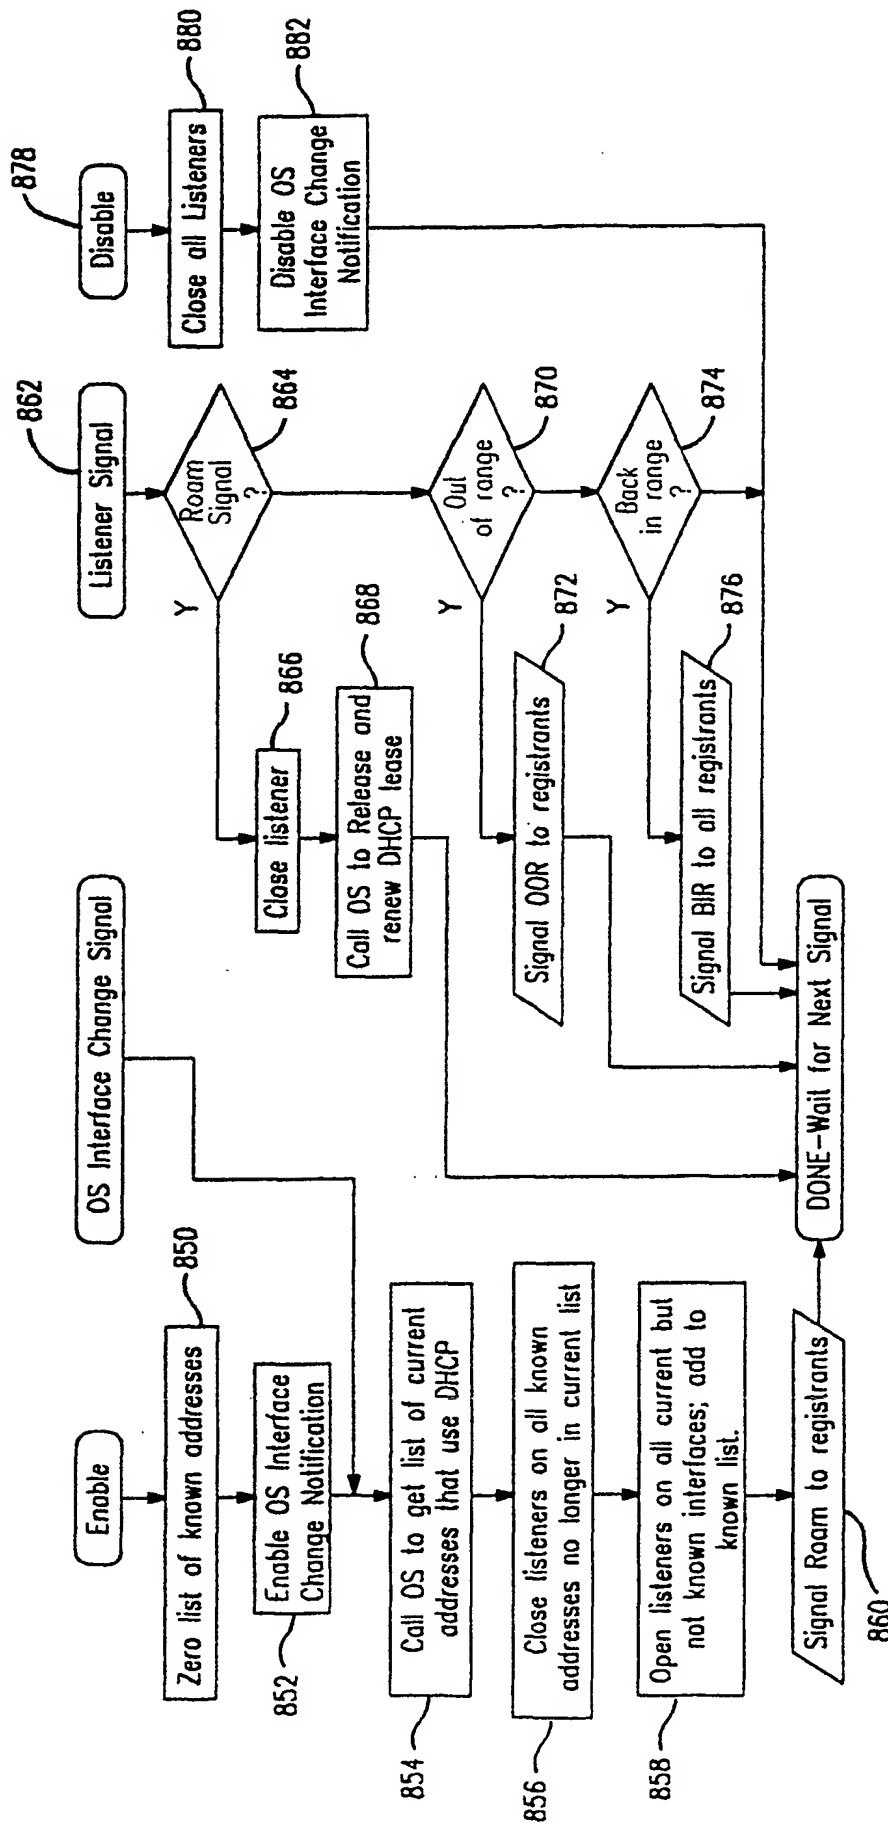 Enable
850
Zero list of known addresses
Enable OS Interface
Change Notification
852
Call OS to get list of current
addresses that use DHCP
854
Close listeners on all known
addresses no longer in current list
856
Open listeners on all current but
not known interfaces; add to
known list.
858
Signal Roam to registrants
860
OS Interface Change Signal
862
Listener Signal
Roam
Signal
?
864
Y
Close listener
866
Call OS to Release and
renew DHCP lease
868
Out
of range
?
870
Y
Signal OOR to registrants
872
Back
in range
?
874
Y
Signal BIR to all registrants
876
878
Disable
Close all Listeners
880
Disable OS
Interface Change
Notification
882
DONE-Wait for Next Signal